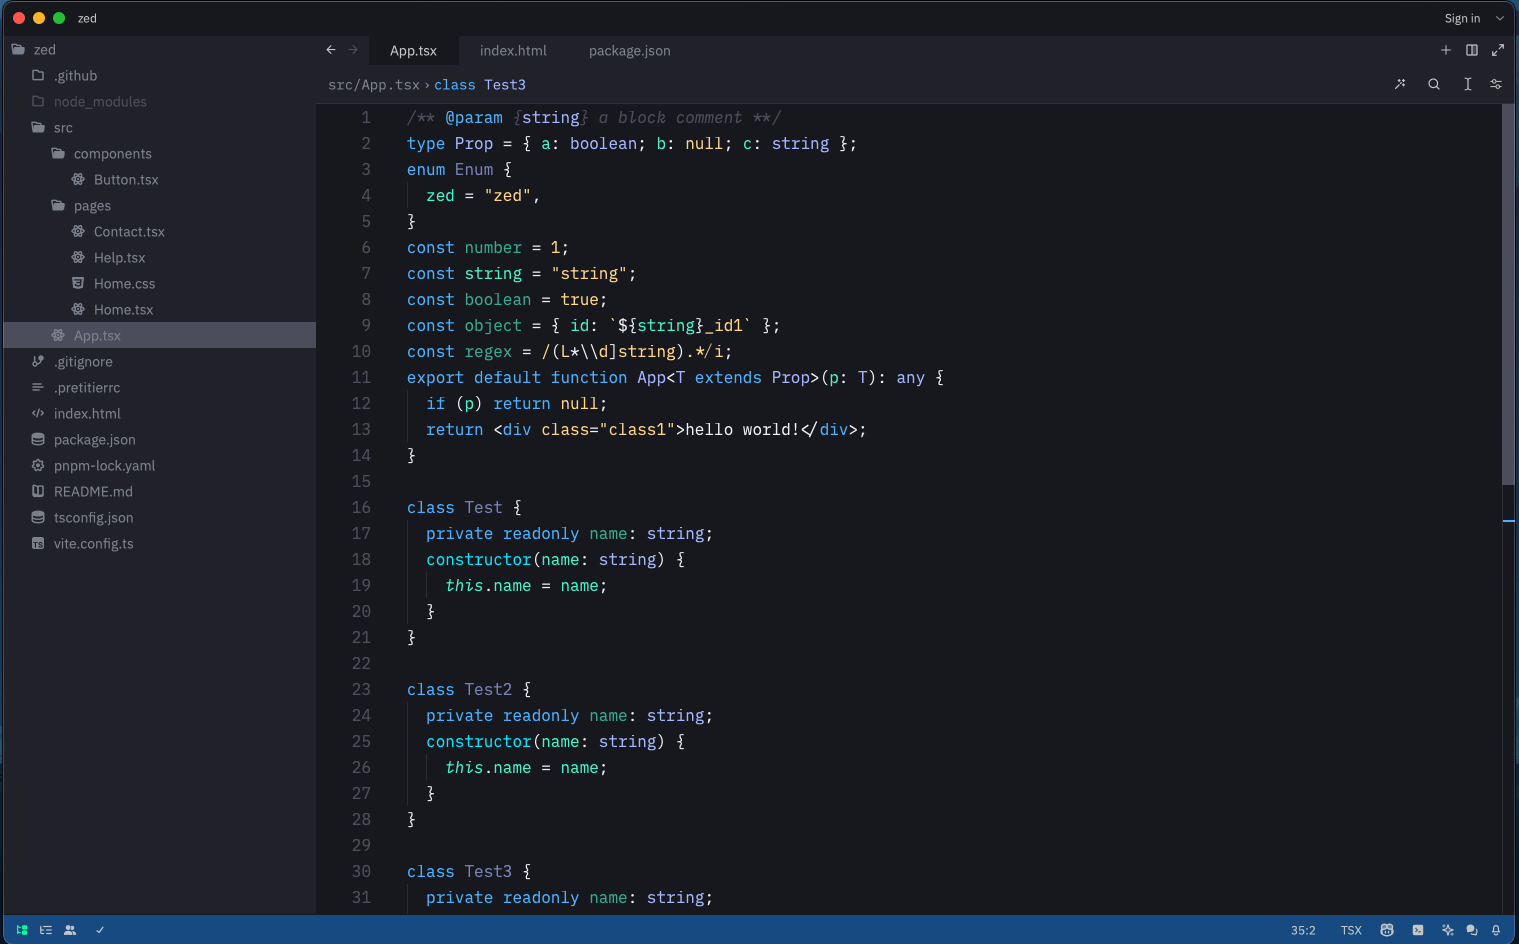 zed
Sign in
zed
.github
node_modules
src
components
Button.tsx
pages
Contact.tsx
Help.tsx
Home.css
Home.tsx
App.tsx
.gitignore
.pretitierrc
index.html
package.json
pnpm-lock.yaml
README.md
tsconfig.json
vite.config.ts
App.tsx index.html package.json
src/App.tsx › class Test3
1 /** @param {string} a block comment **/
2 type Prop = { a: boolean; b: null; c: string };
3 enum Enum {
4 zed = "zed",
5 }
6 const number = 1;
7 const string = "string";
8 const boolean = true;
9 const object = { id: `${string}_id1` };
10 const regex = /(L*\\d]string).*/i;
11 export default function App<T extends Prop>(p: T): any {
12 if (p) return null;
13 return <div class="class1">hello world!</div>;
14 }
15
16 class Test {
17 private readonly name: string;
18 constructor(name: string) {
19 this.name = name;
20 }
21 }
22
23 class Test2 {
24 private readonly name: string;
25 constructor(name: string) {
26 this.name = name;
27 }
28 }
29
30 class Test3 {
31 private readonly name: string;
35:2 TSX